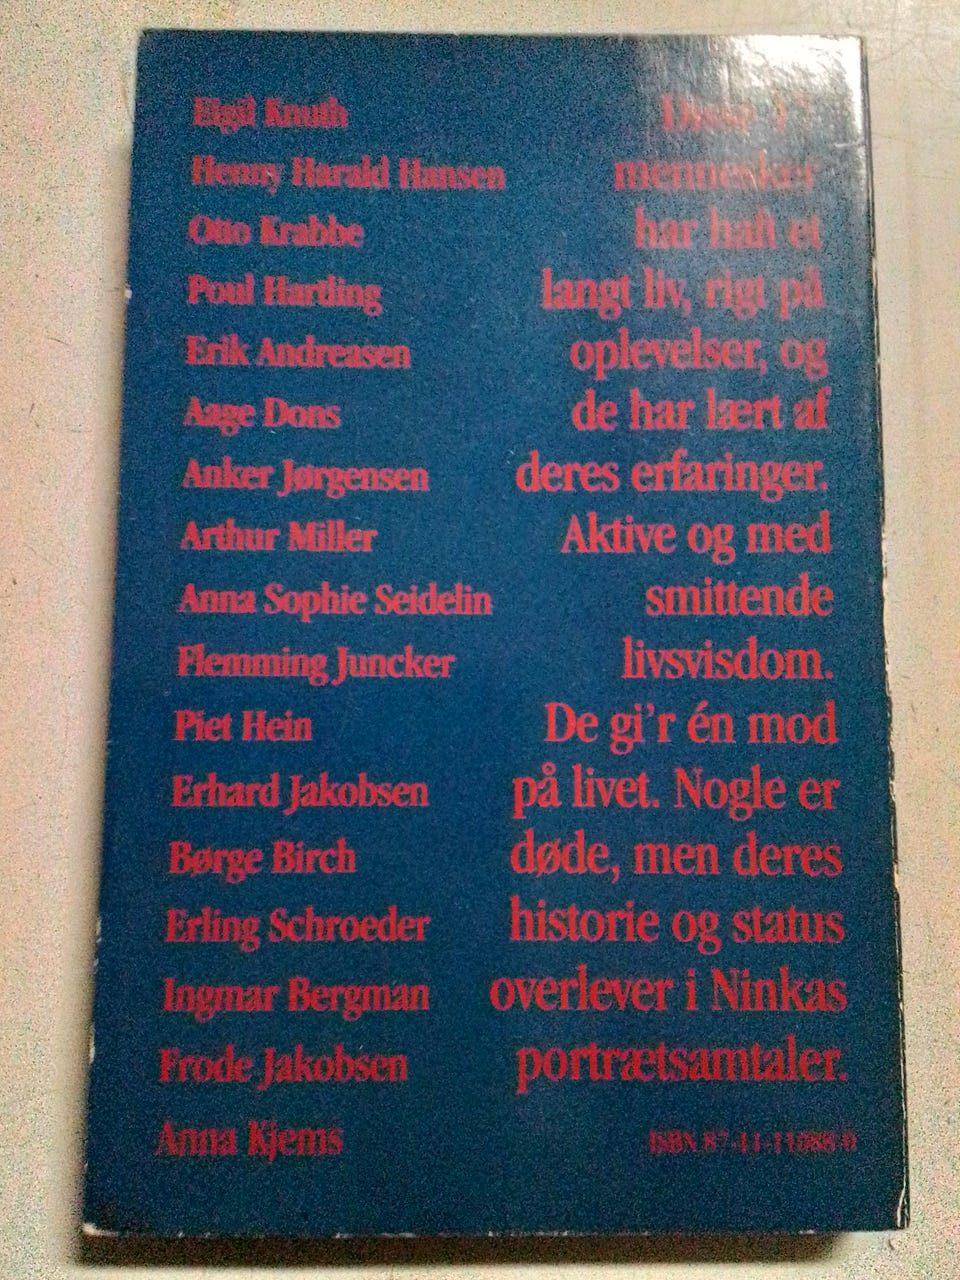 Eigil Knuth
Henny Harald Hansen
Otto Krabbe
Poul Hartling
Erik Andreasen
Aage Dons
Anker Jørgensen
Arthur Miller
Anna Sophie Seidelin
Flemming Juncker
Piet Hein
Erhard Jakobsen
Børge Birch
Erling Schroeder
Ingmar Bergman
Frode Jakobsen
Anna Kjems
Disse 17
mennesker
har haft et
langt liv, rigt på
oplevelser, og
de har lært af
deres erfaringer.
Aktive og med
smittende
livsvisdom.
De gi'r én mod
på livet. Nogle er
døde, men deres
historie og status
overlever i Ninkas
portrætsamtaler.
ISBN 87-11-11088-0